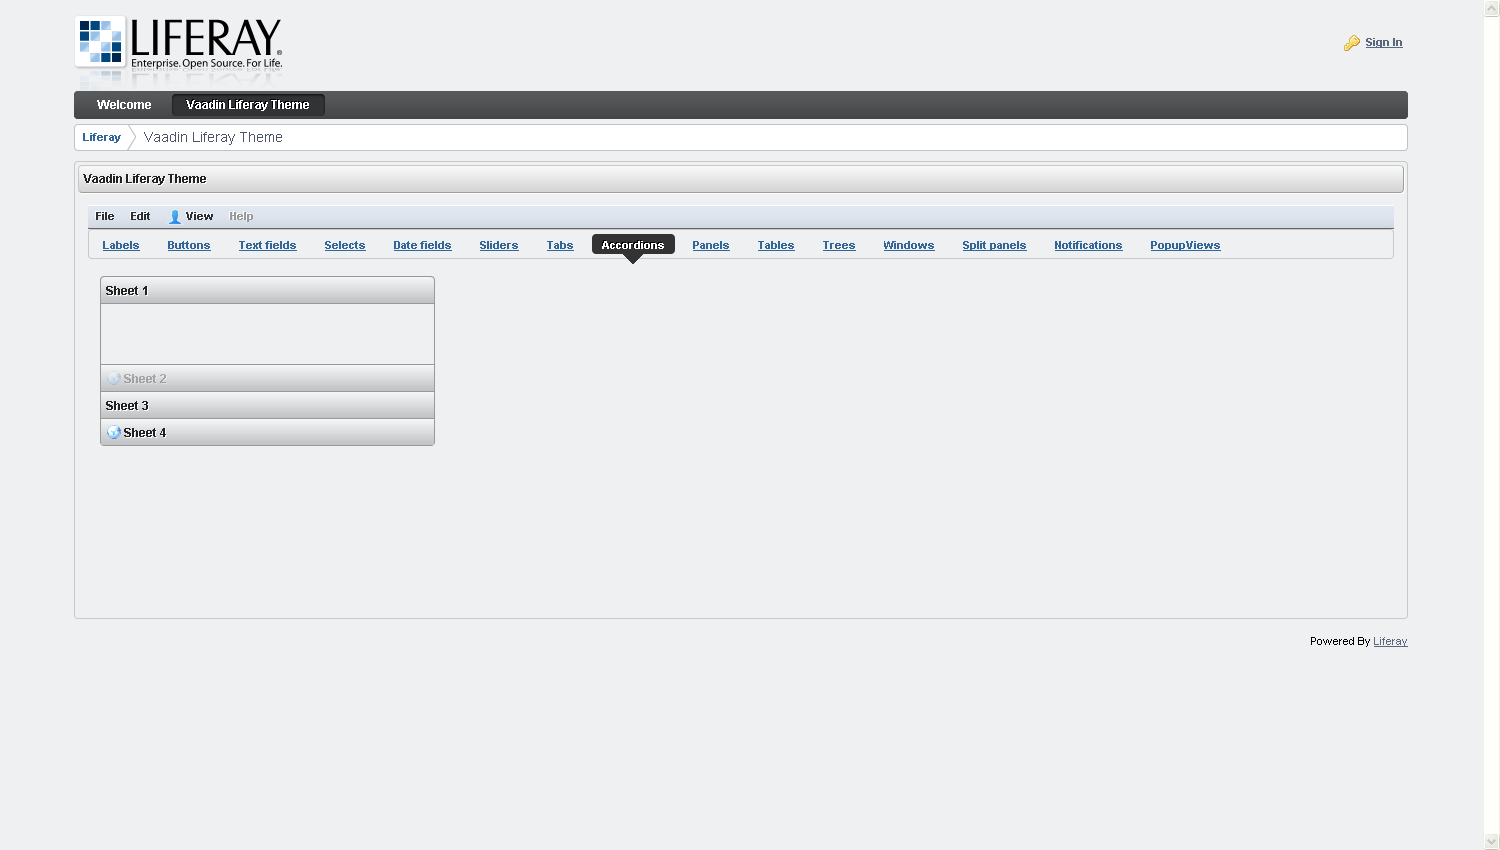 LIFERAY®
Enterprise. Open Source. For Life.
Sign In
Welcome Vaadin Liferay Theme
Liferay Vaadin Liferay Theme
Vaadin Liferay Theme
File Edit View Help
Labels Buttons Text fields Selects Date fields Sliders Tabs Accordions Panels Tables Trees Windows Split panels Notifications PopupViews
Sheet 1
Sheet 2
Sheet 3
Sheet 4
Powered By Liferay